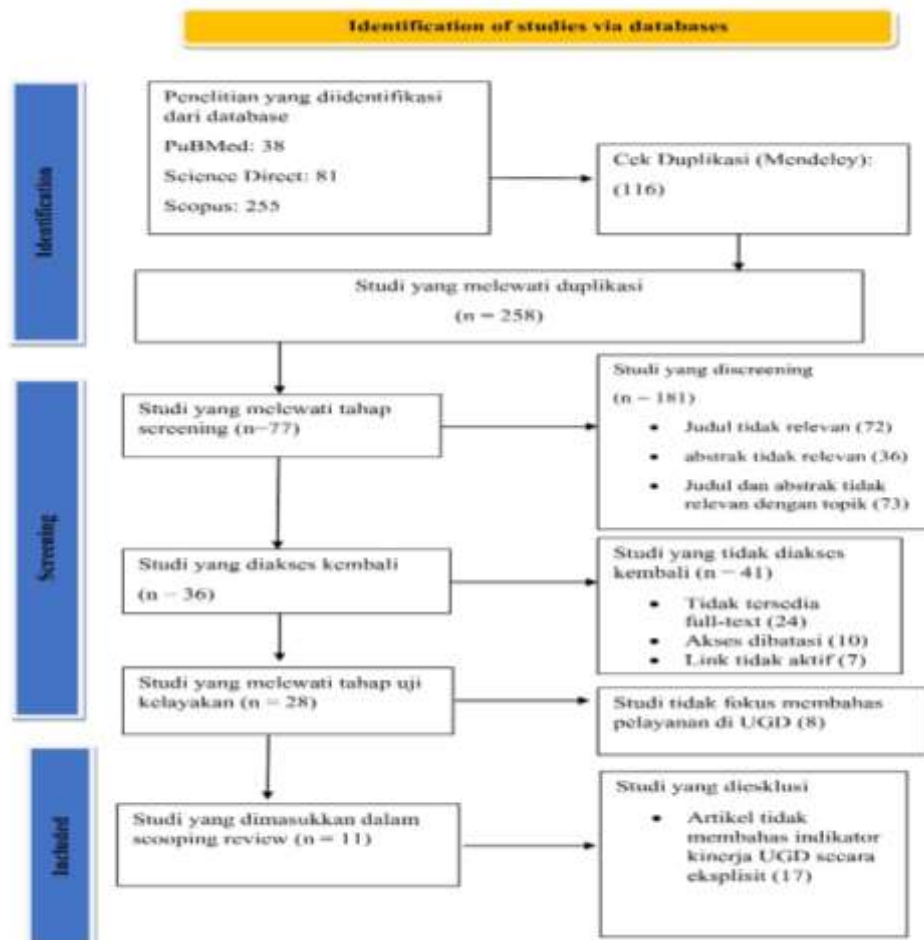 Identification of studies via databases
Identification
Penelitian yang diidentifikasi
dari database
PuBMed: 38
Science Direct: 81
Scopus: 255
Cek Duplikasi (Mendeley):
(116)
Studi yang melewati duplikasi
(n = 258)
Screening
Studi yang melewati tahap
screening (n=77)
Studi yang discreening
(n = 181)
• Judul tidak relevan (72)
• abstrak tidak relevan (36)
• Judul dan abstrak tidak
relevan dengan topik (73)
Studi yang diakses kembali
(n = 36)
Studi yang tidak diakses
kembali (n = 41)
• Tidak tersedia
full-text (24)
• Akses dibatasi (10)
• Link tidak aktif (7)
Studi yang melewati tahap uji
kelayakan (n = 28)
Studi tidak fokus membahas
pelayanan di UGD (8)
Included
Studi yang dimasukkan dalam
scooping review (n = 11)
Studi yang diesklusi
• Artikel tidak
membahas indikator
kinerja UGD secara
eksplisit (17)